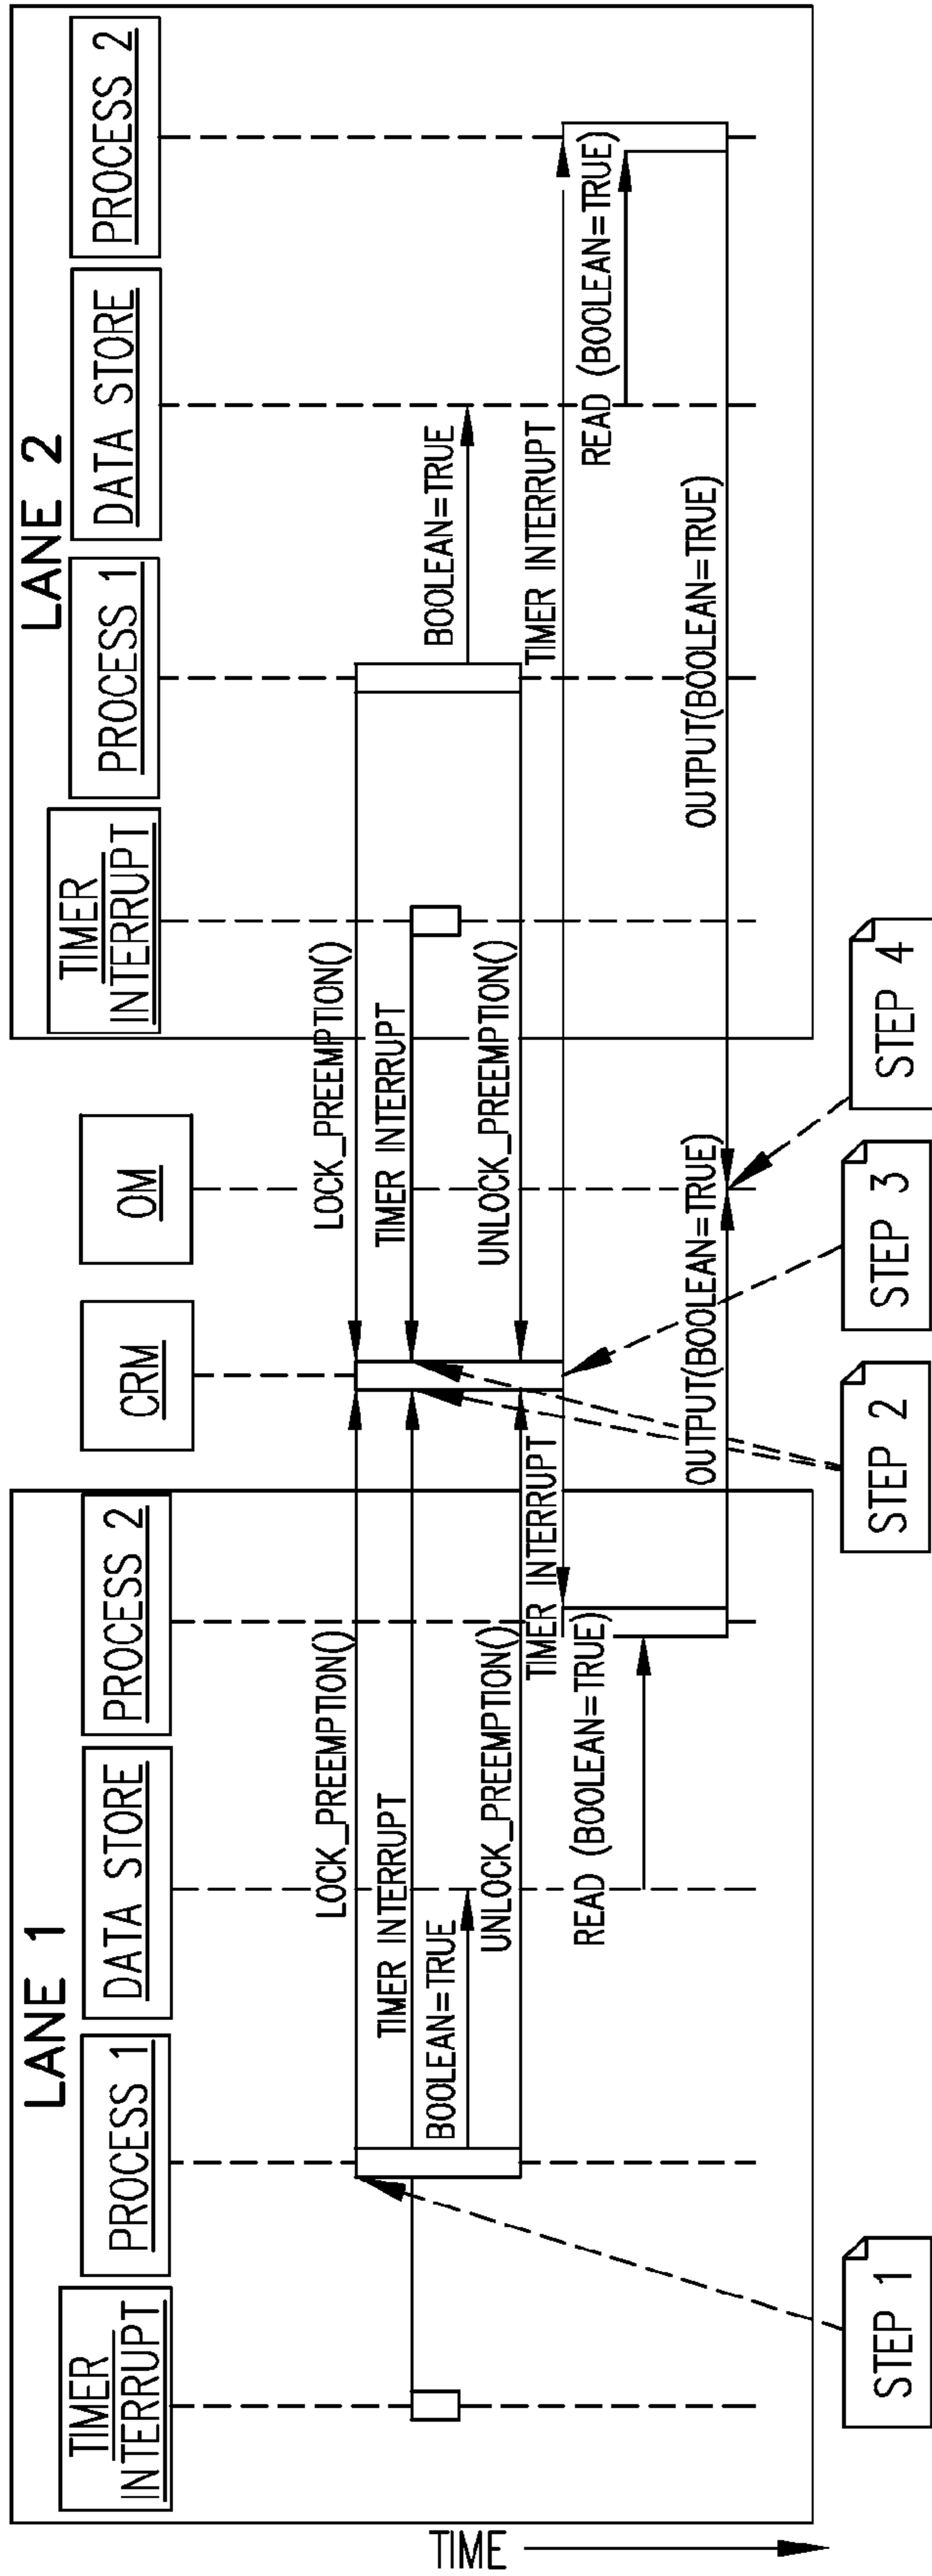 LANE 1
TIMER
INTERRUPT
PROCESS 1
DATA STORE
PROCESS 2
CRM
OM
LANE 2
TIMER
INTERRUPT
PROCESS 1
DATA STORE
PROCESS 2
LOCK_PREEMPTION()
LOCK_PREEMPTION()
TIMER INTERRUPT
TIMER INTERRUPT
BOOLEAN=TRUE
BOOLEAN=TRUE
UNLOCK_PREEMPTION()
UNLOCK_PREEMPTION()
TIMER INTERRUPT
TIMER INTERRUPT
READ (BOOLEAN=TRUE)
READ (BOOLEAN=TRUE)
OUTPUT(BOOLEAN=TRUE)
OUTPUT(BOOLEAN=TRUE)
TIME
STEP 1
STEP 2
STEP 3
STEP 4